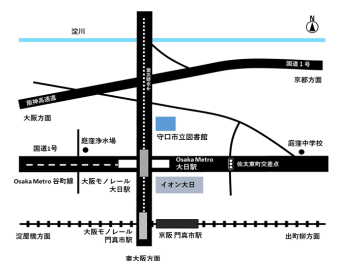 N
淀川
国道１号
京都方面
阪神高速道
大阪方面
守口市立図書館
庭窪浄水場
庭窪中学校
国道1号
Osaka Metro
大日駅
佐太東町交差点
Osaka Metro 谷町線
大阪モノレール
大日駅
イオン大日
淀屋橋方面
大阪モノレール
門真市駅
京阪 門真市駅
出町柳方面
東大阪方面